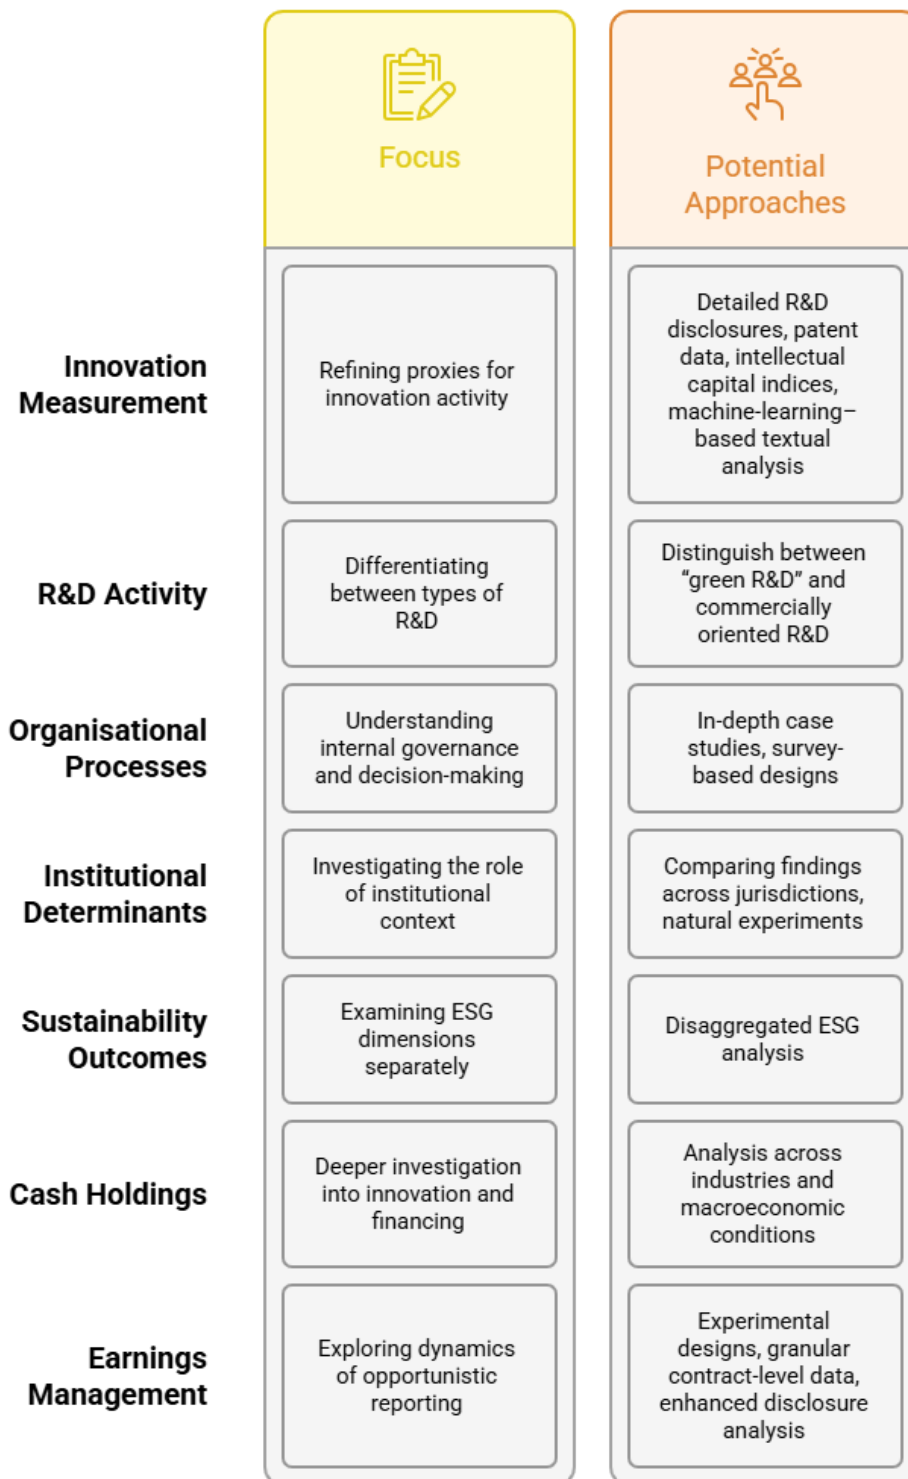 Focus
Potential
Approaches
Innovation
Measurement
Refining proxies for
innovation activity
Detailed R&D
disclosures, patent
data, intellectual
capital indices,
machine-learning–
based textual
analysis
R&D Activity
Differentiating
between types of
R&D
Distinguish between
“green R&D” and
commercially
oriented R&D
Organisational
Processes
Understanding
internal governance
and decision-making
In-depth case
studies, survey-
based designs
Institutional
Determinants
Investigating the role
of institutional
context
Comparing findings
across jurisdictions,
natural experiments
Sustainability
Outcomes
Examining ESG
dimensions
separately
Disaggregated ESG
analysis
Cash Holdings
Deeper investigation
into innovation and
financing
Analysis across
industries and
macroeconomic
conditions
Earnings
Management
Exploring dynamics
of opportunistic
reporting
Experimental
designs, granular
contract-level data,
enhanced disclosure
analysis